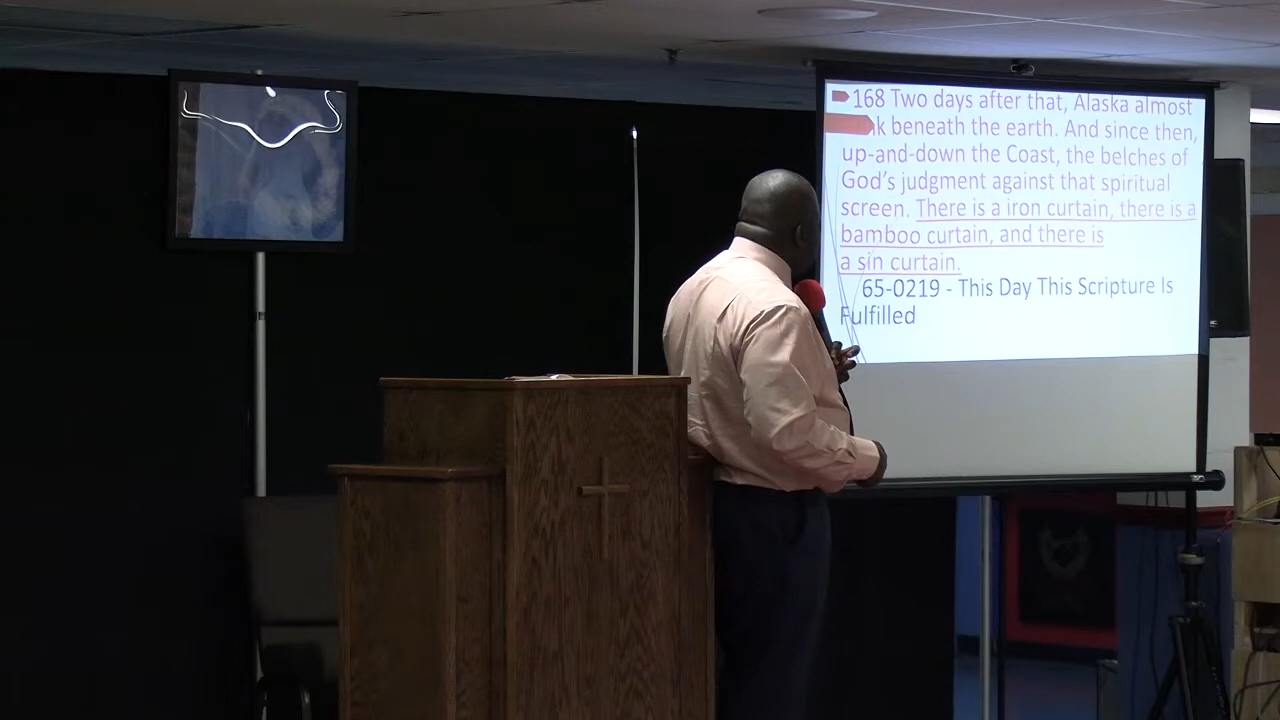 168 Two days after that, Alaska almost
beneath the earth. And since then,
up-and-down the Coast, the belches of
God's judgment against that spiritual
screen. There is a iron curtain, there is a
bamboo curtain, and there is
a sin curtain.
65-0219 - This Day This Scripture Is
Fulfilled